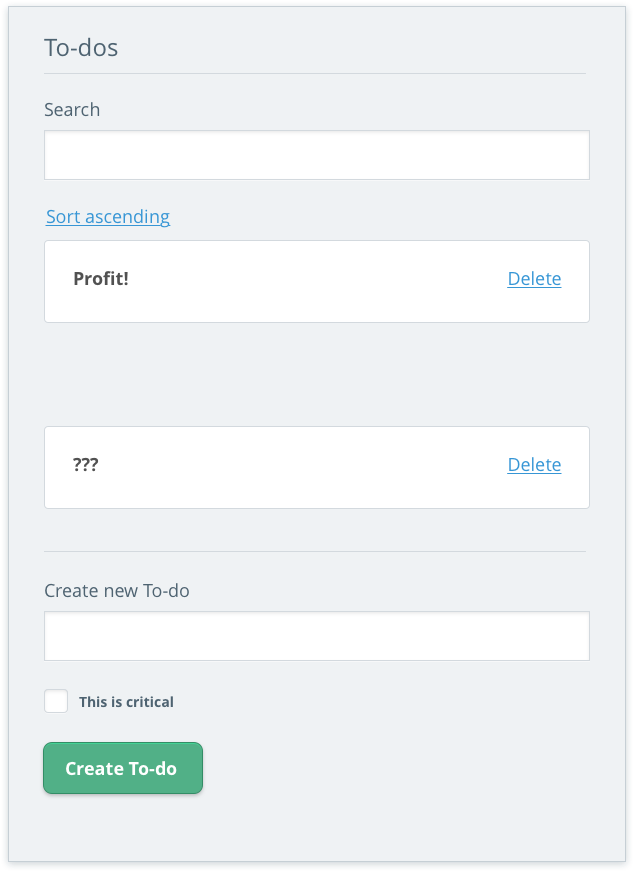 To-dos
Search
Sort ascending
Profit! Delete
??? Delete
Create new To-do
This is critical
Create To-do